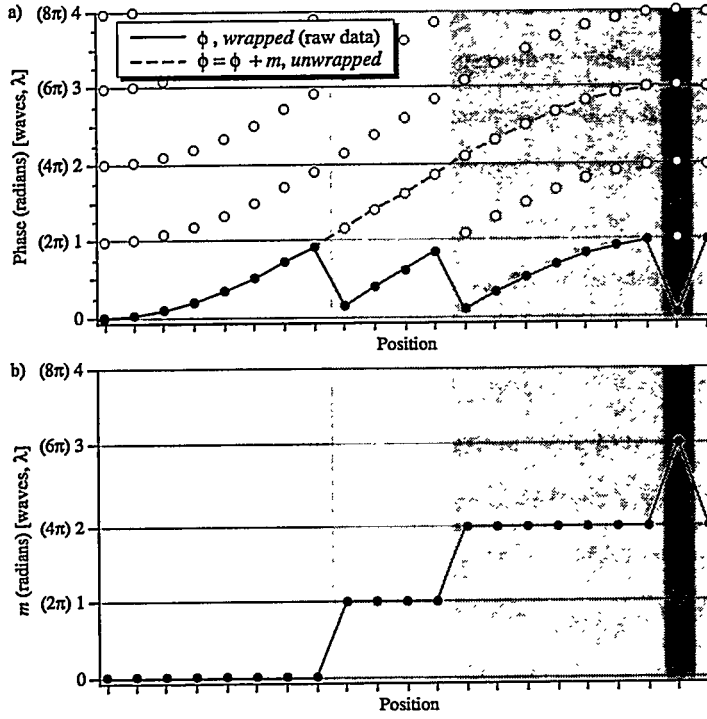 a)
(8π) 4
(6π) 3
(4π) 2
(2π) 1
0
Phase (radians) [waves, λ]
ϕ, wrapped (raw data)
ϕ = ϕ + m, unwrapped
Position
b)
(8π) 4
(6π) 3
(4π) 2
(2π) 1
0
m (radians) [waves, λ]
Position